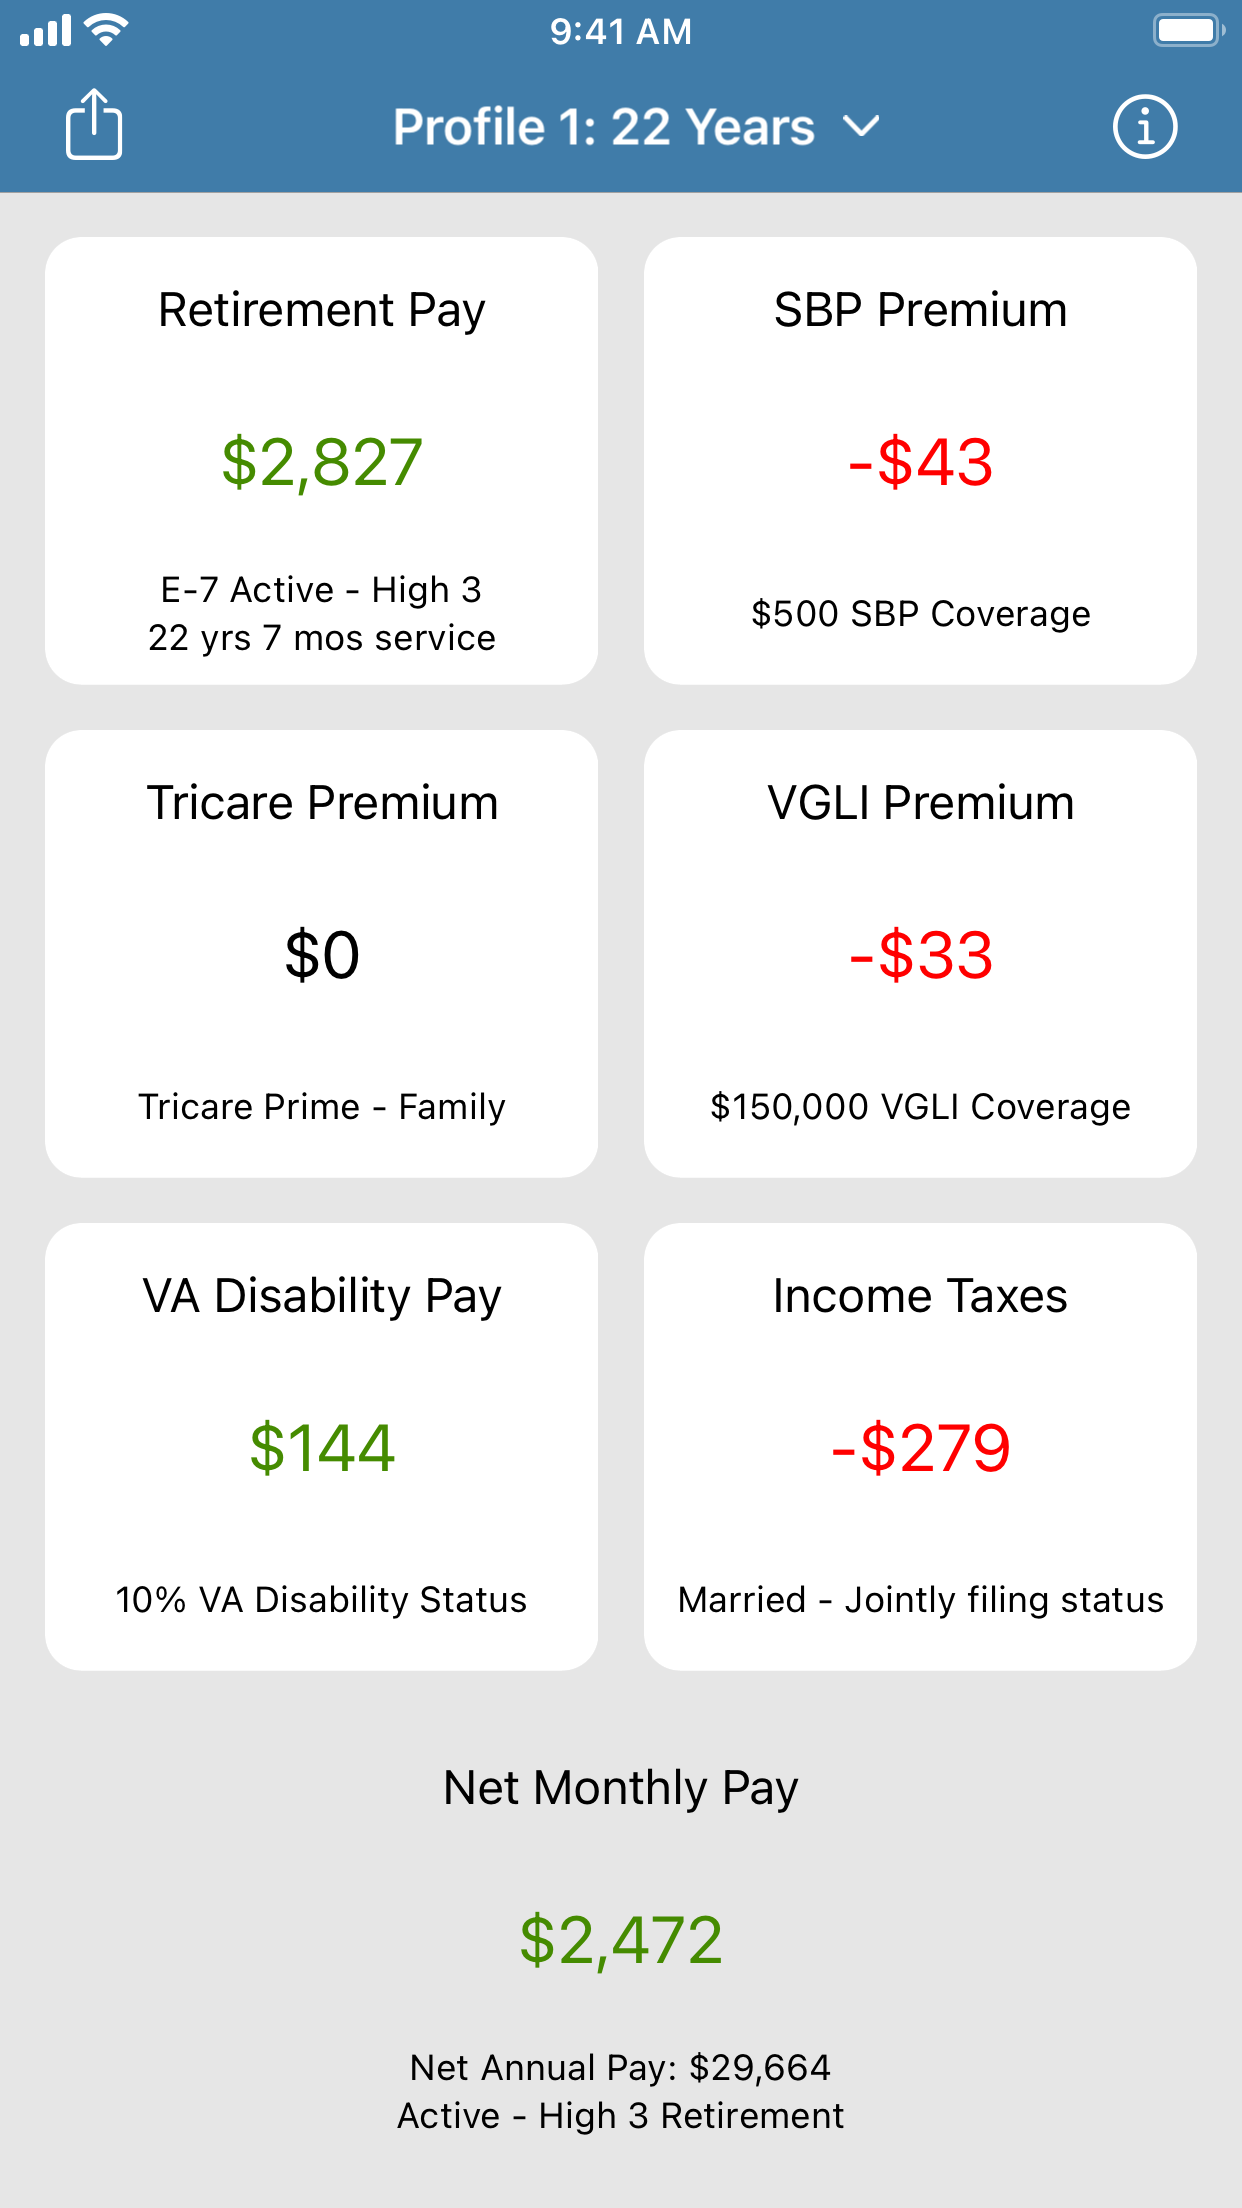 9:41 AM
Profile 1: 22 Years
Retirement Pay
$2,827
E-7 Active - High 3
22 yrs 7 mos service
SBP Premium
-$43
$500 SBP Coverage
Tricare Premium
$0
Tricare Prime - Family
VGLI Premium
-$33
$150,000 VGLI Coverage
VA Disability Pay
$144
10% VA Disability Status
Income Taxes
-$279
Married - Jointly filing status
Net Monthly Pay
$2,472
Net Annual Pay: $29,664
Active - High 3 Retirement